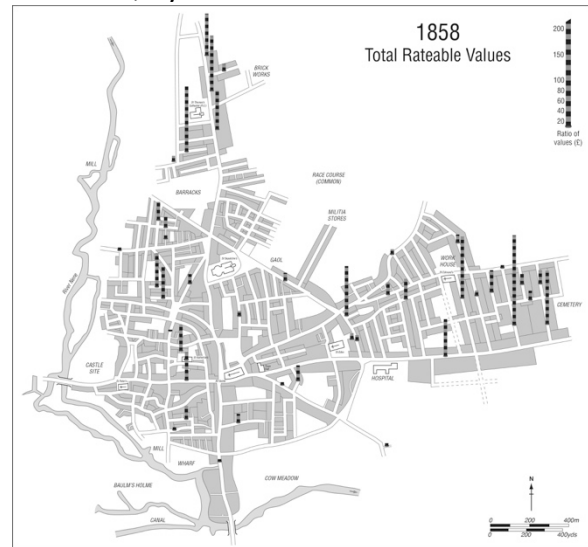 1858
Total Rateable Values
200
150
100
80
60
40
20
Ratio of
values (£)
BRICK
WORKS
MILL
RACE COURSE
(COMMON)
BARRACKS
MILITIA
STORES
GAOL
WORK
HOUSE
River Nene
CEMETERY
CASTLE
SITE
HOSPITAL
MILL
WHARF
BAULM'S HOLME
COW MEADOW
CANAL
N
0 200 400m
0 200 400yds